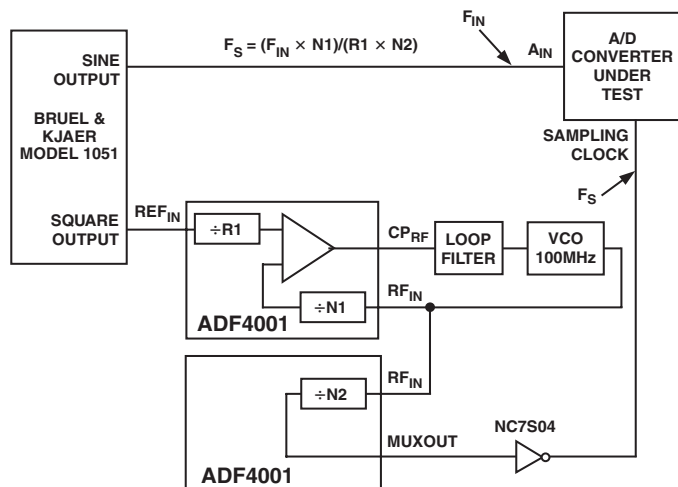 F_IN
F_S = (F_IN × N1)/(R1 × N2)
A_IN
A/D
CONVERTER
UNDER
TEST
SINE
OUTPUT
BRUEL &
KJAER
MODEL 1051
SAMPLING
CLOCK
F_S
SQUARE
OUTPUT
REF_IN
÷R1
CP_RF
LOOP
FILTER
VCO
100MHz
÷N1
RF_IN
ADF4001
÷N2
RF_IN
MUXOUT
NC7S04
ADF4001